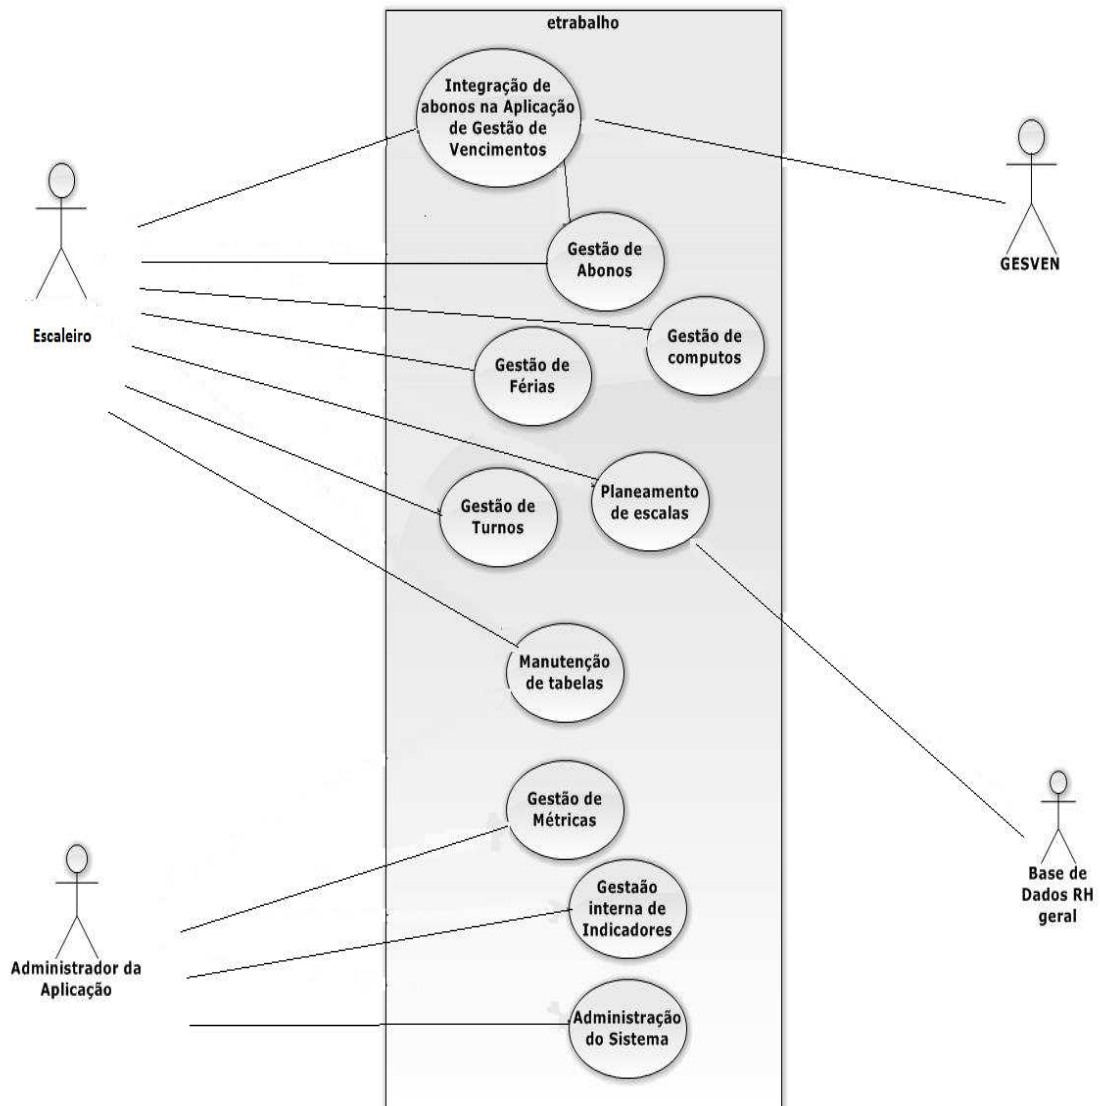 etrabalho
Integração de
abonos na Aplicação
de Gestão de
Vencimentos
GESVEN
Gestão de
Abonos
Escaleiro
Gestão de
computos
Gestão de
Férias
Planeamento
de escalas
Gestão de
Turnos
Manutenção
de tabelas
Gestão de
Métricas
Base de
Dados RH
geral
Gestaão
interna de
Indicadores
Administrador da
Aplicação
Administração
do Sistema